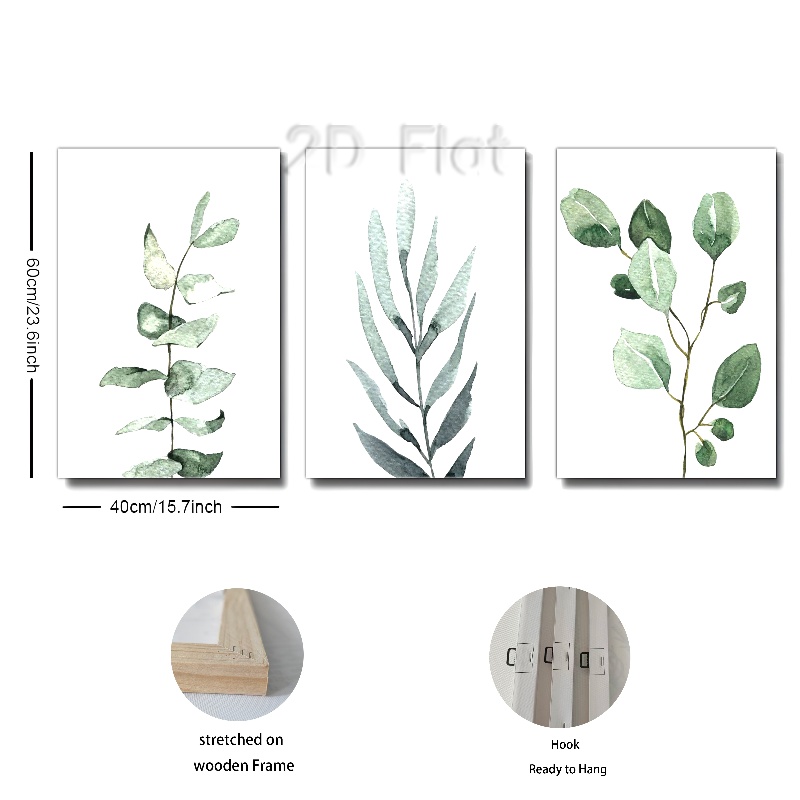 2D Flat
60cm/23.6inch
40cm/15.7inch
stretched on
wooden Frame
Hook
Ready to Hang